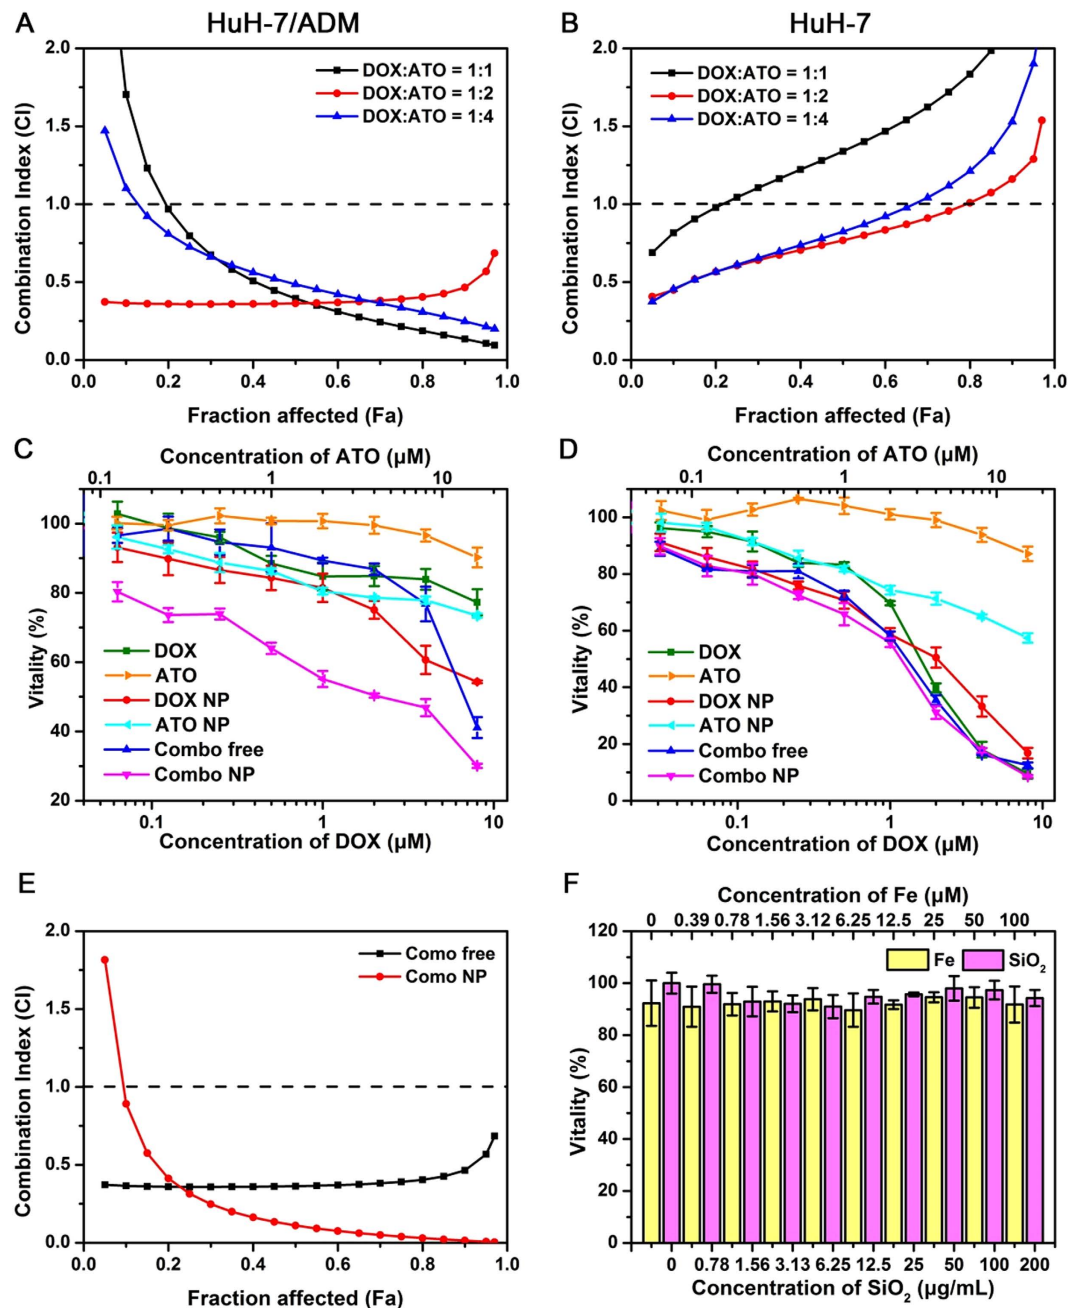 A HuH-7/ADM
2.0
1.5
1.0
0.5
0.0
Combination Index (CI)
DOX:ATO = 1:1
DOX:ATO = 1:2
DOX:ATO = 1:4
0.0 0.2 0.4 0.6 0.8 1.0
Fraction affected (Fa)
B HuH-7
2.0
1.5
1.0
0.5
0.0
Combination Index (CI)
DOX:ATO = 1:1
DOX:ATO = 1:2
DOX:ATO = 1:4
0.0 0.2 0.4 0.6 0.8 1.0
Fraction affected (Fa)
C
Concentration of ATO (µM)
0.1 1 10
100
80
60
40
20
Vitality (%)
DOX
ATO
DOX NP
ATO NP
Combo free
Combo NP
0.1 1 10
Concentration of DOX (µM)
D
Concentration of ATO (µM)
0.1 1 10
100
80
60
40
20
0
Vitality (%)
DOX
ATO
DOX NP
ATO NP
Combo free
Combo NP
0.1 1 10
Concentration of DOX (µM)
E
2.0
1.5
1.0
0.5
0.0
Combination Index (CI)
Como free
Como NP
0.0 0.2 0.4 0.6 0.8 1.0
Fraction affected (Fa)
F
Concentration of Fe (µM)
0 0.39 0.78 1.56 3.12 6.25 12.5 25 50 100
120
100
80
60
40
20
0
Vitality (%)
Fe SiO₂
0 0.78 1.56 3.13 6.25 12.5 25 50 100 200
Concentration of SiO₂ (µg/mL)